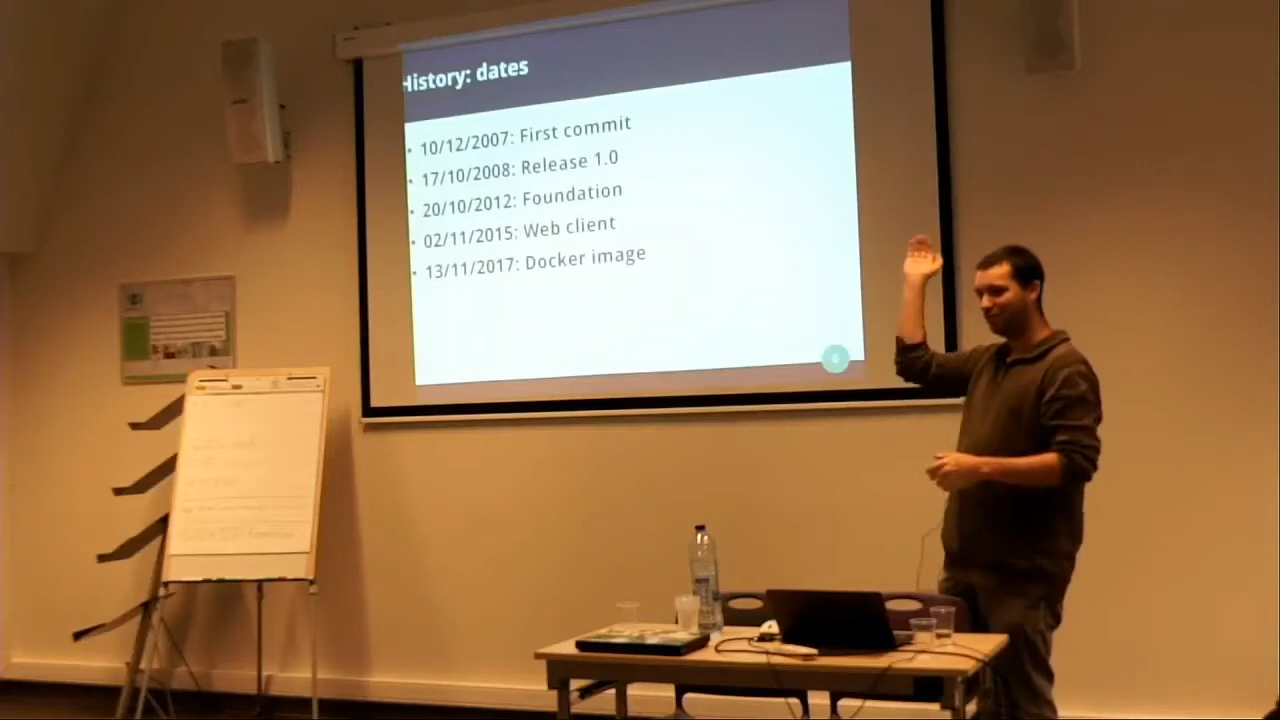 History: dates
• 10/12/2007: First commit
• 17/10/2008: Release 1.0
• 20/10/2012: Foundation
• 02/11/2015: Web client
• 13/11/2017: Docker image
6